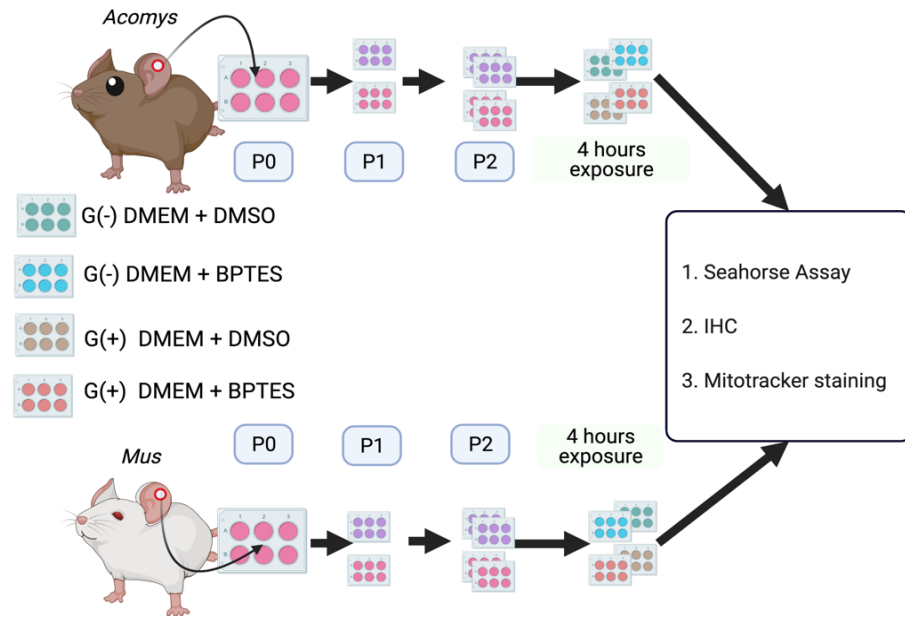 Acomys
P0
P1
P2
4 hours
exposure
G(-) DMEM + DMSO
G(-) DMEM + BPTES
G(+) DMEM + DMSO
G(+) DMEM + BPTES
1. Seahorse Assay
2. IHC
3. Mitotracker staining
Mus
P0
P1
P2
4 hours
exposure